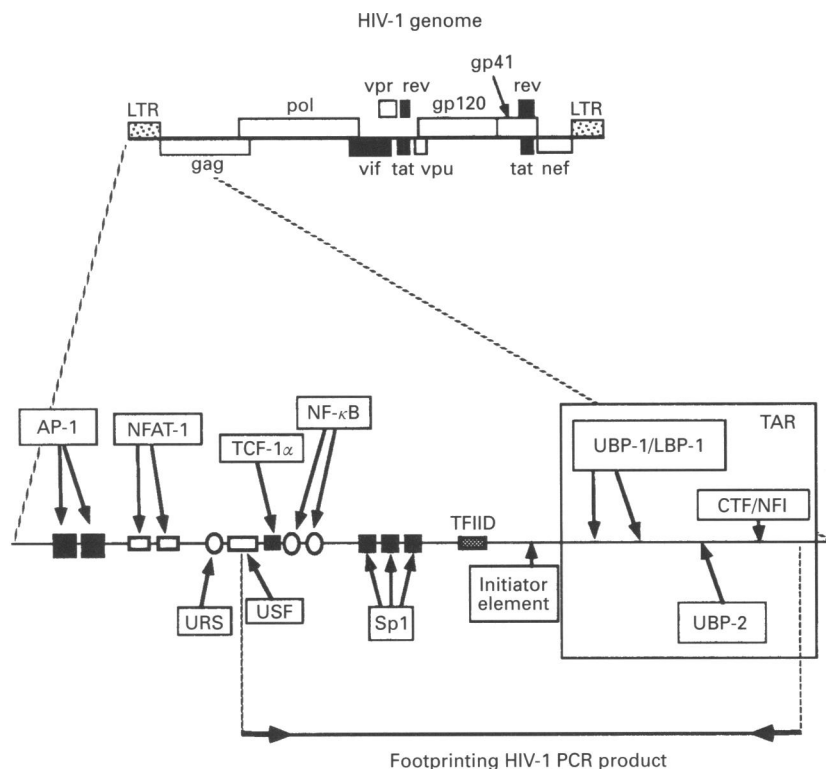 HIV-1 genome
gp41
vpr rev
rev
LTR
pol
gp120
LTR
gag
vif tat vpu
tat nef
NF-κB
AP-1
NFAT-1
TCF-1α
TAR
UBP-1/LBP-1
CTF/NFI
TFIID
URS
USF
Sp1
Initiator
element
UBP-2
Footprinting HIV-1 PCR product